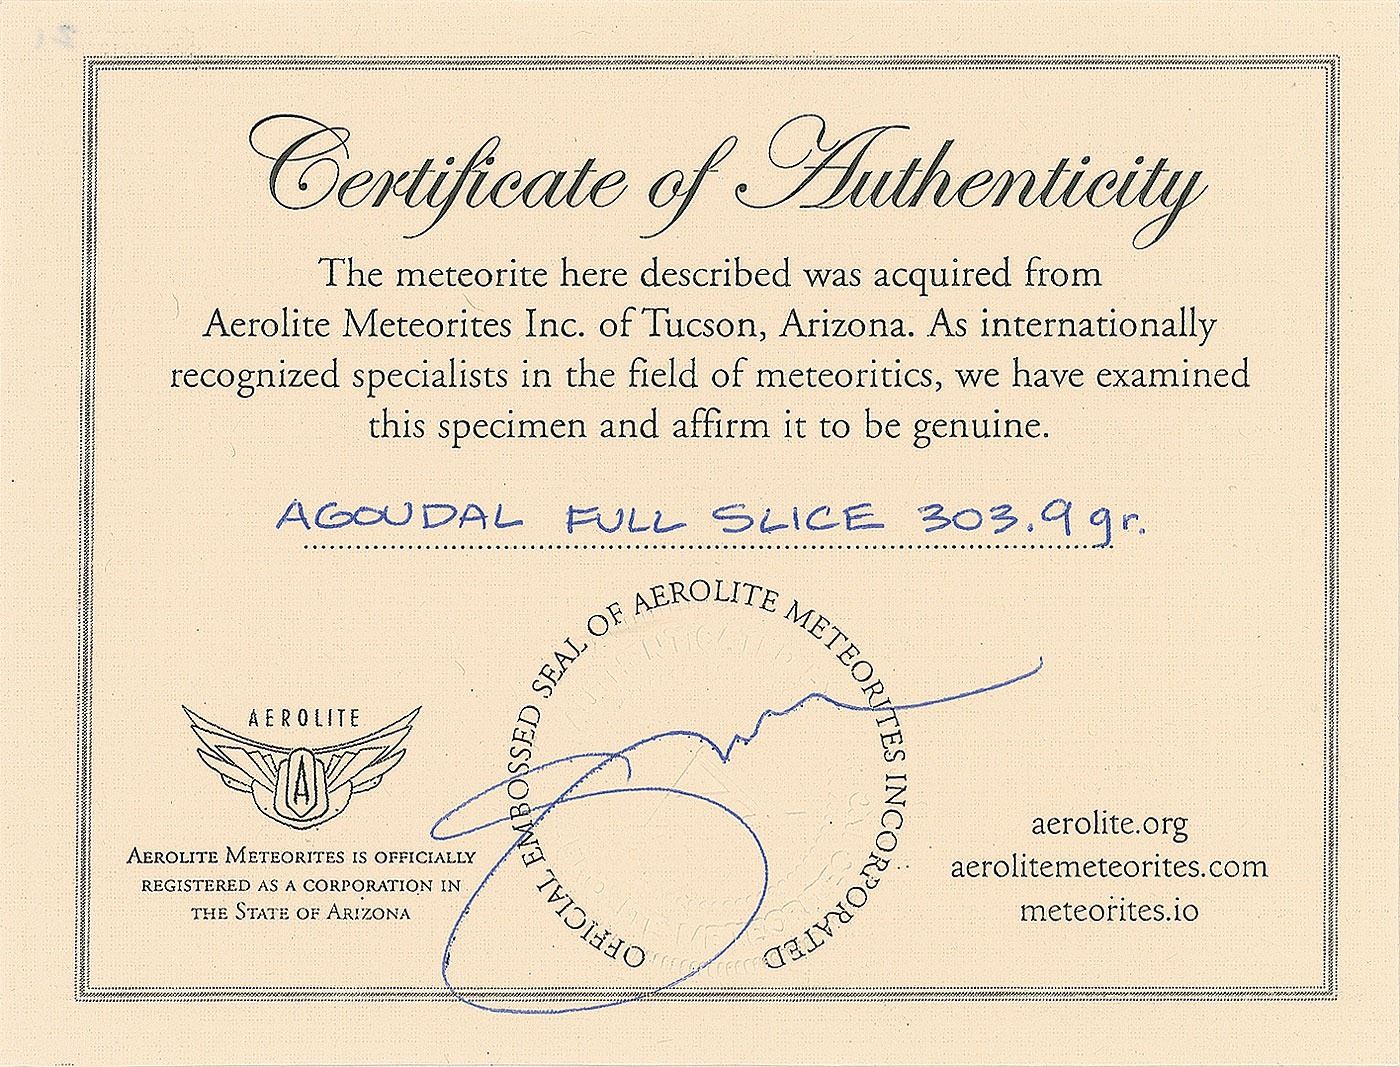 Certificate of Authenticity
The meteorite here described was acquired from
Aerolite Meteorites Inc. of Tucson, Arizona. As internationally
recognized specialists in the field of meteoritics, we have examined
this specimen and affirm it to be genuine.
AGOUDAL FULL SLICE 303.9 gr.
OFFICIAL EMBOSSED SEAL OF AEROLITE METEORITES INCORPORATED
AEROLITE
A
AEROLITE METEORITES IS OFFICIALLY
REGISTERED AS A CORPORATION IN
THE STATE OF ARIZONA
aerolite.org
aerolitemeteorites.com
meteorites.io